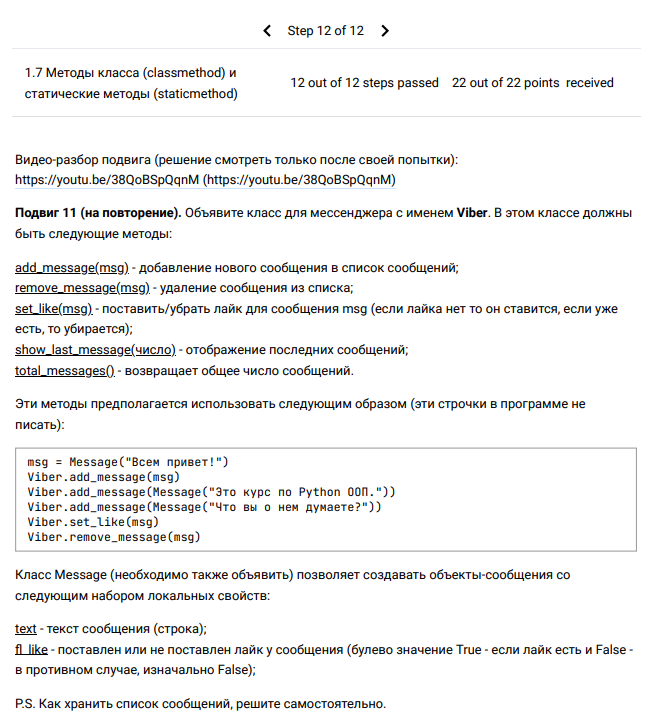 Step 12 of 12
1.7 Методы класса (classmethod) и
статические методы (staticmethod)
12 out of 12 steps passed
22 out of 22 points received
Видео-разбор подвига (решение смотреть только после своей попытки):
https://youtu.be/38QoBSpQqnM (https://youtu.be/38QoBSpQqnM)
Подвиг 11 (на повторение). Объявите класс для мессенджера с именем Viber. В этом классе должны
быть следующие методы:
add_message(msg) - добавление нового сообщения в список сообщений;
remove_message(msg) - удаление сообщения из списка;
set_like(msg) - поставить/убрать лайк для сообщения msg (если лайка нет то он ставится, если уже
есть, то убирается);
show_last_message(число) - отображение последних сообщений;
total_messages() - возвращает общее число сообщений.
Эти методы предполагается использовать следующим образом (эти строчки в программе не
писать):
msg = Message("Всем привет!")
Viber.add_message(msg)
Viber.add_message(Message("Это курс по Python ООП."))
Viber.add_message(Message("Что вы о нем думаете?"))
Viber.set_like(msg)
Viber.remove_message(msg)
Класс Message (необходимо также объявить) позволяет создавать объекты-сообщения со
следующим набором локальных свойств:
text - текст сообщения (строка);
fl_like - поставлен или не поставлен лайк у сообщения (булево значение True - если лайк есть и False -
в противном случае, изначально False);
P.S. Как хранить список сообщений, решите самостоятельно.